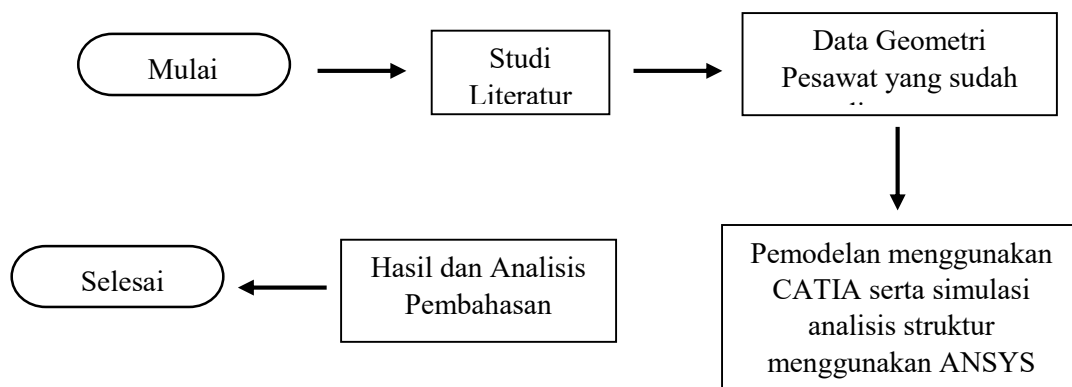 Mulai
Studi
Literatur
Data Geometri
Pesawat yang sudah
Pemodelan menggunakan
CATIA serta simulasi
analisis struktur
menggunakan ANSYS
Hasil dan Analisis
Pembahasan
Selesai